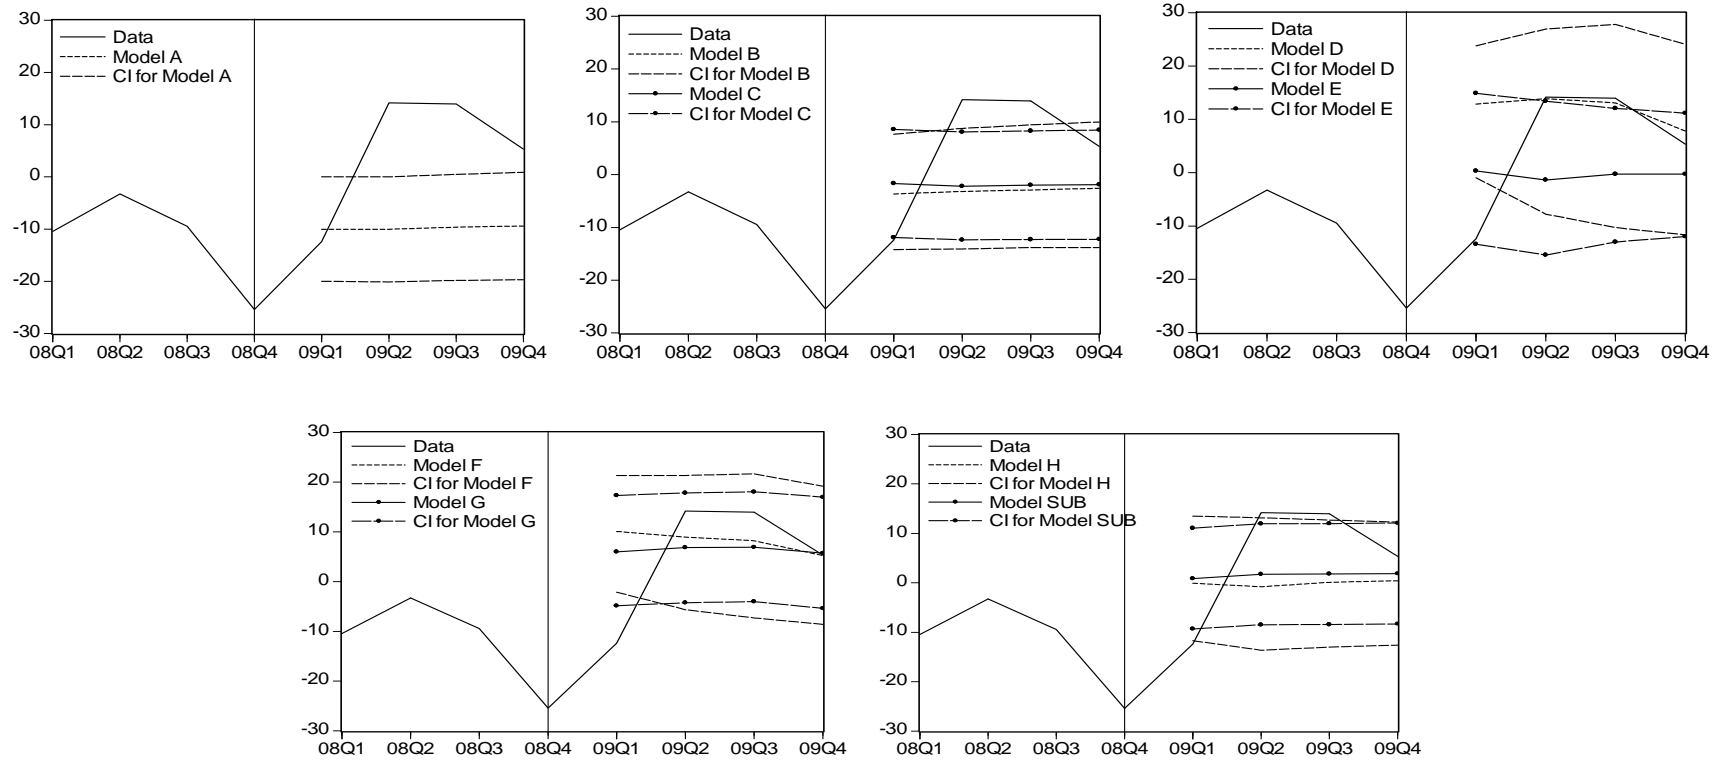 30
20
10
0
-10
-20
-30
Data
Model A
CI for Model A
08Q1 08Q2 08Q3 08Q4 09Q1 09Q2 09Q3 09Q4
30
20
10
0
-10
-20
-30
Data
Model B
CI for Model B
Model C
CI for Model C
08Q1 08Q2 08Q3 08Q4 09Q1 09Q2 09Q3 09Q4
30
20
10
0
-10
-20
-30
Data
Model D
CI for Model D
Model E
CI for Model E
08Q1 08Q2 08Q3 08Q4 09Q1 09Q2 09Q3 09Q4
30
20
10
0
-10
-20
-30
Data
Model F
CI for Model F
Model G
CI for Model G
08Q1 08Q2 08Q3 08Q4 09Q1 09Q2 09Q3 09Q4
30
20
10
0
-10
-20
-30
Data
Model H
CI for Model H
Model SUB
CI for Model SUB
08Q1 08Q2 08Q3 08Q4 09Q1 09Q2 09Q3 09Q4